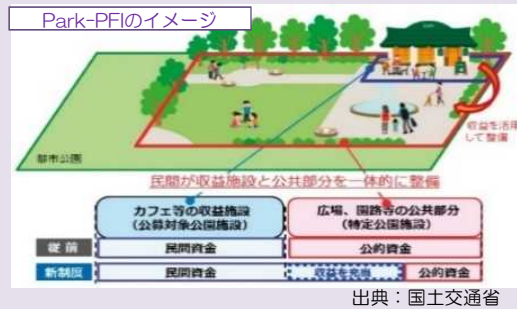 Park-PFIのイメージ
都市公園
収益を活用
して整備
民間が収益施設と公共部分を一体的に整備
カフェ等の収益施設
（公募対象公園施設）
広場、園路等の公共部分
（特定公園施設）
従前
民間資金
公的資金
新制度
民間資金
収益を充当
公的資金
出典：国土交通省